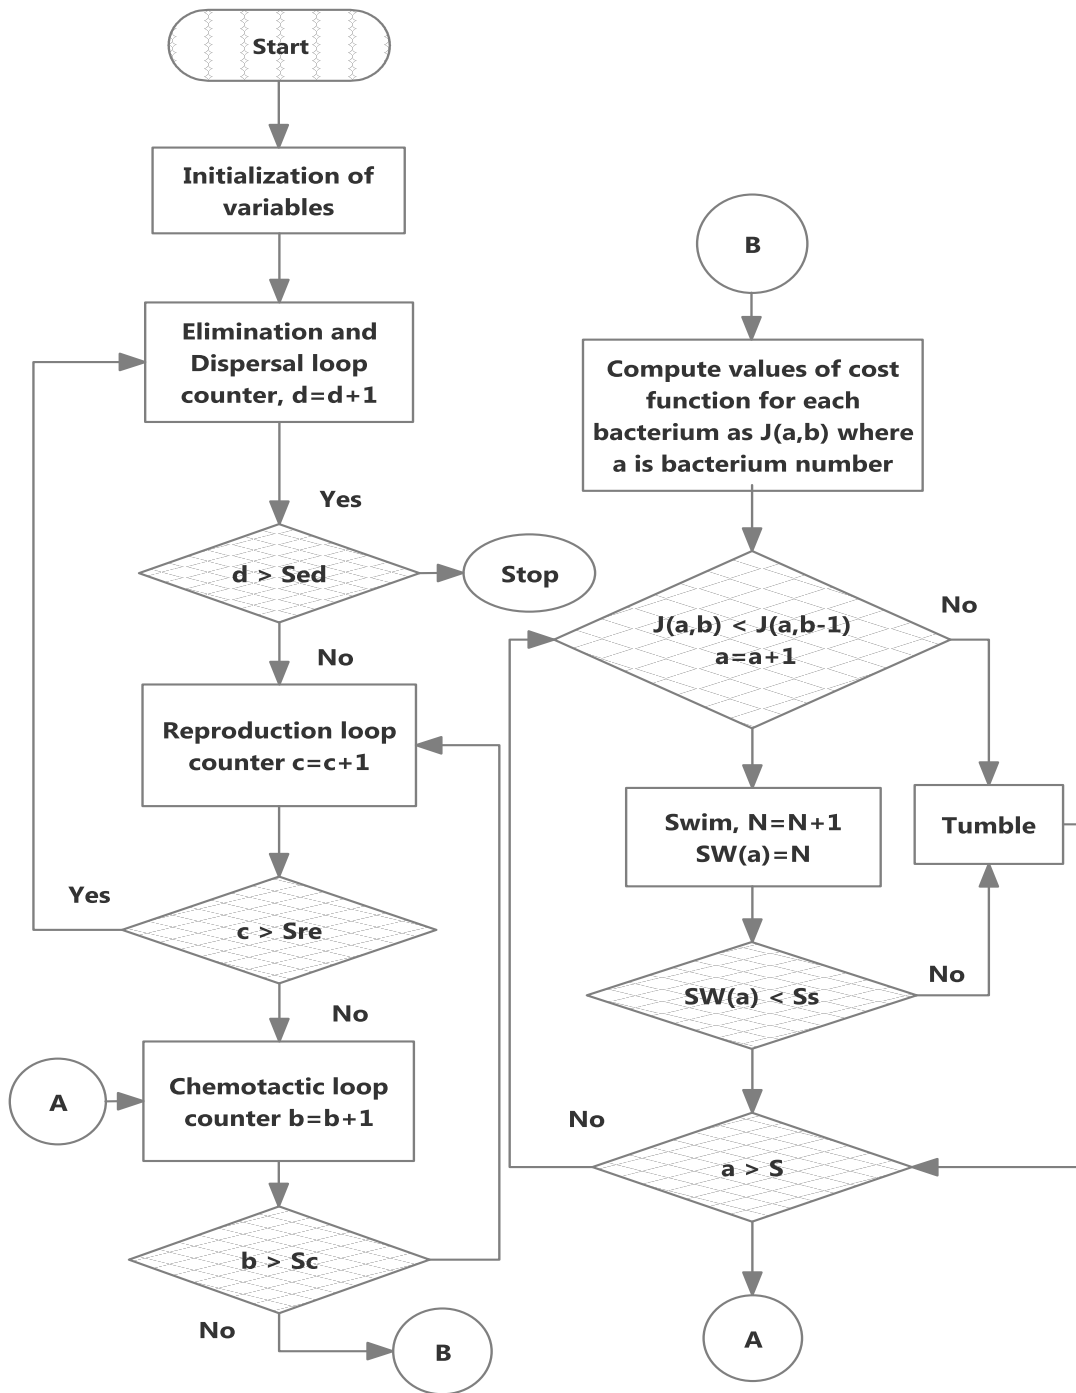 Start
Initialization of
variables
Elimination and
Dispersal loop
counter, d=d+1
Yes
d > Sed
Stop
No
Reproduction loop
counter c=c+1
Yes
c > Sre
No
A
Chemotactic loop
counter b=b+1
b > Sc
No
B
B
Compute values of cost
function for each
bacterium as J(a,b) where
a is bacterium number
No
J(a,b) < J(a,b-1)
a=a+1
Swim, N=N+1
SW(a)=N
Tumble
No
SW(a) < Ss
No
a > S
A